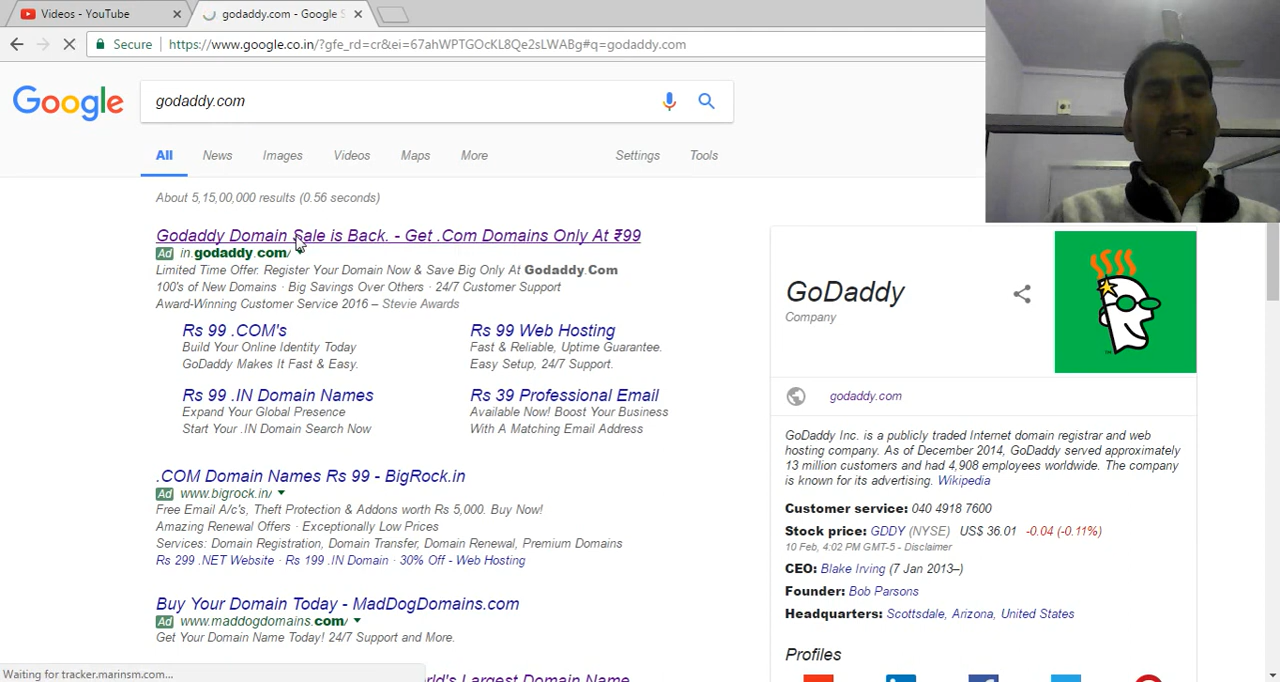 Videos - YouTube
godaddy.com - Google S
Secure https://www.google.co.in/?gfe_rd=cr&ei=67ahWPTGOcKL8Qe2sLWABg#q=godaddy.com
Google
godaddy.com
All News Images Videos Maps More Settings Tools
About 5,15,00,000 results (0.56 seconds)
Godaddy Domain Sale is Back. - Get .Com Domains Only At ₹99
Ad in.godaddy.com/
Limited Time Offer. Register Your Domain Now & Save Big Only At Godaddy.Com
100's of New Domains · Big Savings Over Others · 24/7 Customer Support
Award-Winning Customer Service 2016 – Stevie Awards
Rs 99 .COM's
Build Your Online Identity Today
GoDaddy Makes It Fast & Easy.
Rs 99 Web Hosting
Fast & Reliable, Uptime Guarantee.
Easy Setup, 24/7 Support.
Rs 99 .IN Domain Names
Expand Your Global Presence
Start Your .IN Domain Search Now
Rs 39 Professional Email
Available Now! Boost Your Business
With A Matching Email Address
.COM Domain Names Rs 99 - BigRock.in
Ad www.bigrock.in/
Free Email A/c's, Theft Protection & Addons worth Rs 5,000. Buy Now!
Amazing Renewal Offers · Exceptionally Low Prices
Services: Domain Registration, Domain Transfer, Domain Renewal, Premium Domains
Rs 299 .NET Website · Rs 199 .IN Domain · 30% Off - Web Hosting
Buy Your Domain Today - MadDogDomains.com
Ad www.maddogdomains.com/
Get Your Domain Name Today! 24/7 Support and More.
World's Largest Domain Name
Waiting for tracker.marinsm.com...
GoDaddy
Company
godaddy.com
GoDaddy Inc. is a publicly traded Internet domain registrar and web
hosting company. As of December 2014, GoDaddy served approximately
13 million customers and had 4,908 employees worldwide. The company
is known for its advertising. Wikipedia
Customer service: 040 4918 7600
Stock price: GDDY (NYSE) US$ 36.01 -0.04 (-0.11%)
10 Feb, 4:02 PM GMT-5 - Disclaimer
CEO: Blake Irving (7 Jan 2013–)
Founder: Bob Parsons
Headquarters: Scottsdale, Arizona, United States
Profiles